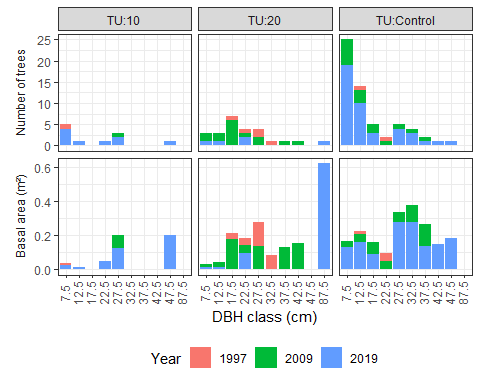 TU:10 TU:20 TU:Control
Number of trees
25
20
15
10
5
0
Basal area (m²)
0.6
0.4
0.2
0.0
7.5 12.5 17.5 22.5 27.5 32.5 37.5 42.5 47.5 87.5 7.5 12.5 17.5 22.5 27.5 32.5 37.5 42.5 47.5 87.5 7.5 12.5 17.5 22.5 27.5 32.5 37.5 42.5 47.5 87.5
DBH class (cm)
Year 1997 2009 2019